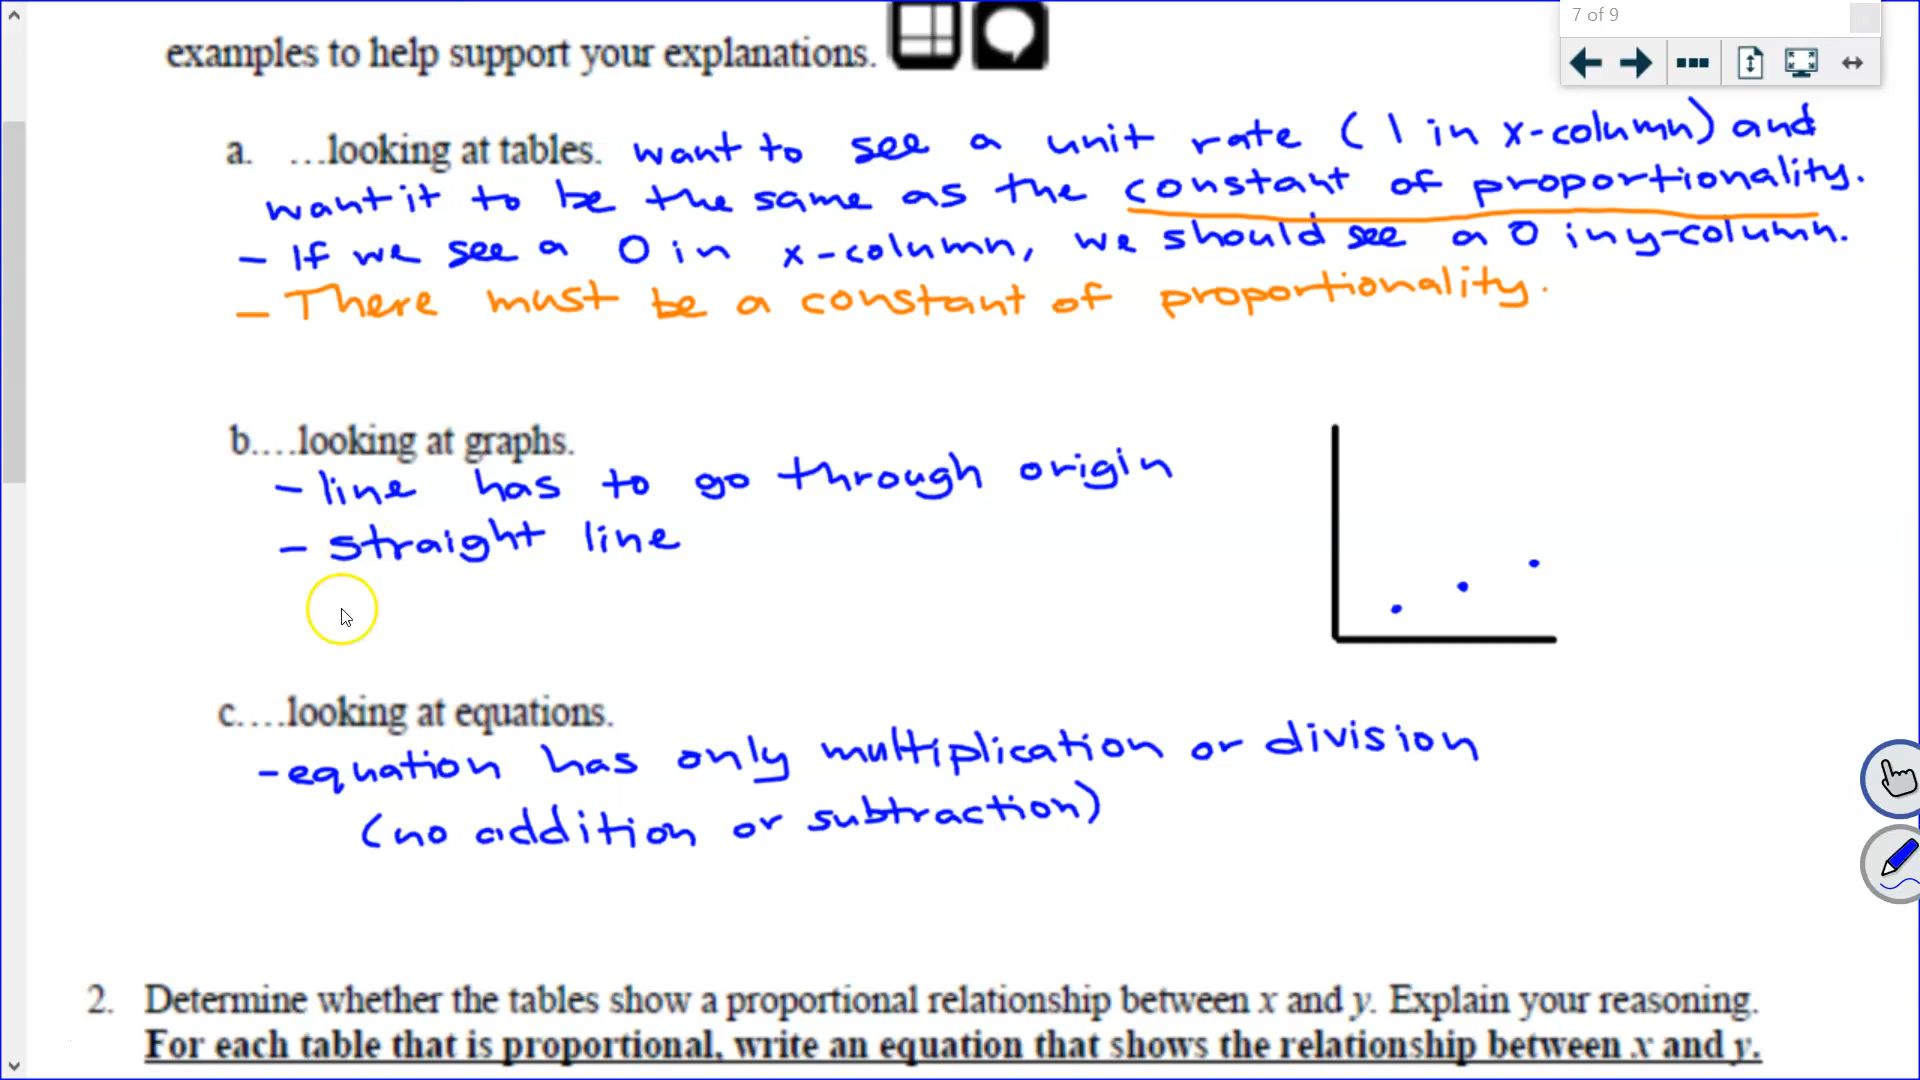 7 of 9
examples to help support your explanations.
a. ...looking at tables. want to see a unit rate (1 in x-column) and
want it to be the same as the constant of proportionality.
- If we see a 0 in x-column, we should see a 0 in y-column.
- There must be a constant of proportionality.
b....looking at graphs.
- line has to go through origin
- straight line
c....looking at equations.
- equation has only multiplication or division
(no addition or subtraction)
2. Determine whether the tables show a proportional relationship between x and y. Explain your reasoning.
For each table that is proportional, write an equation that shows the relationship between x and y.